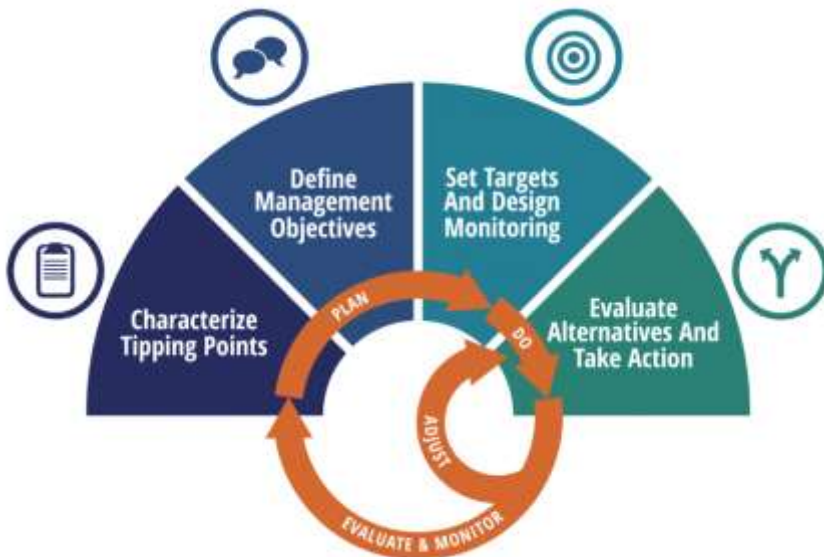 Define
Management
Objectives
Set Targets
And Design
Monitoring
Characterize
Tipping Points
Evaluate
Alternatives And
Take Action
PLAN
DO
ADJUST
EVALUATE & MONITOR